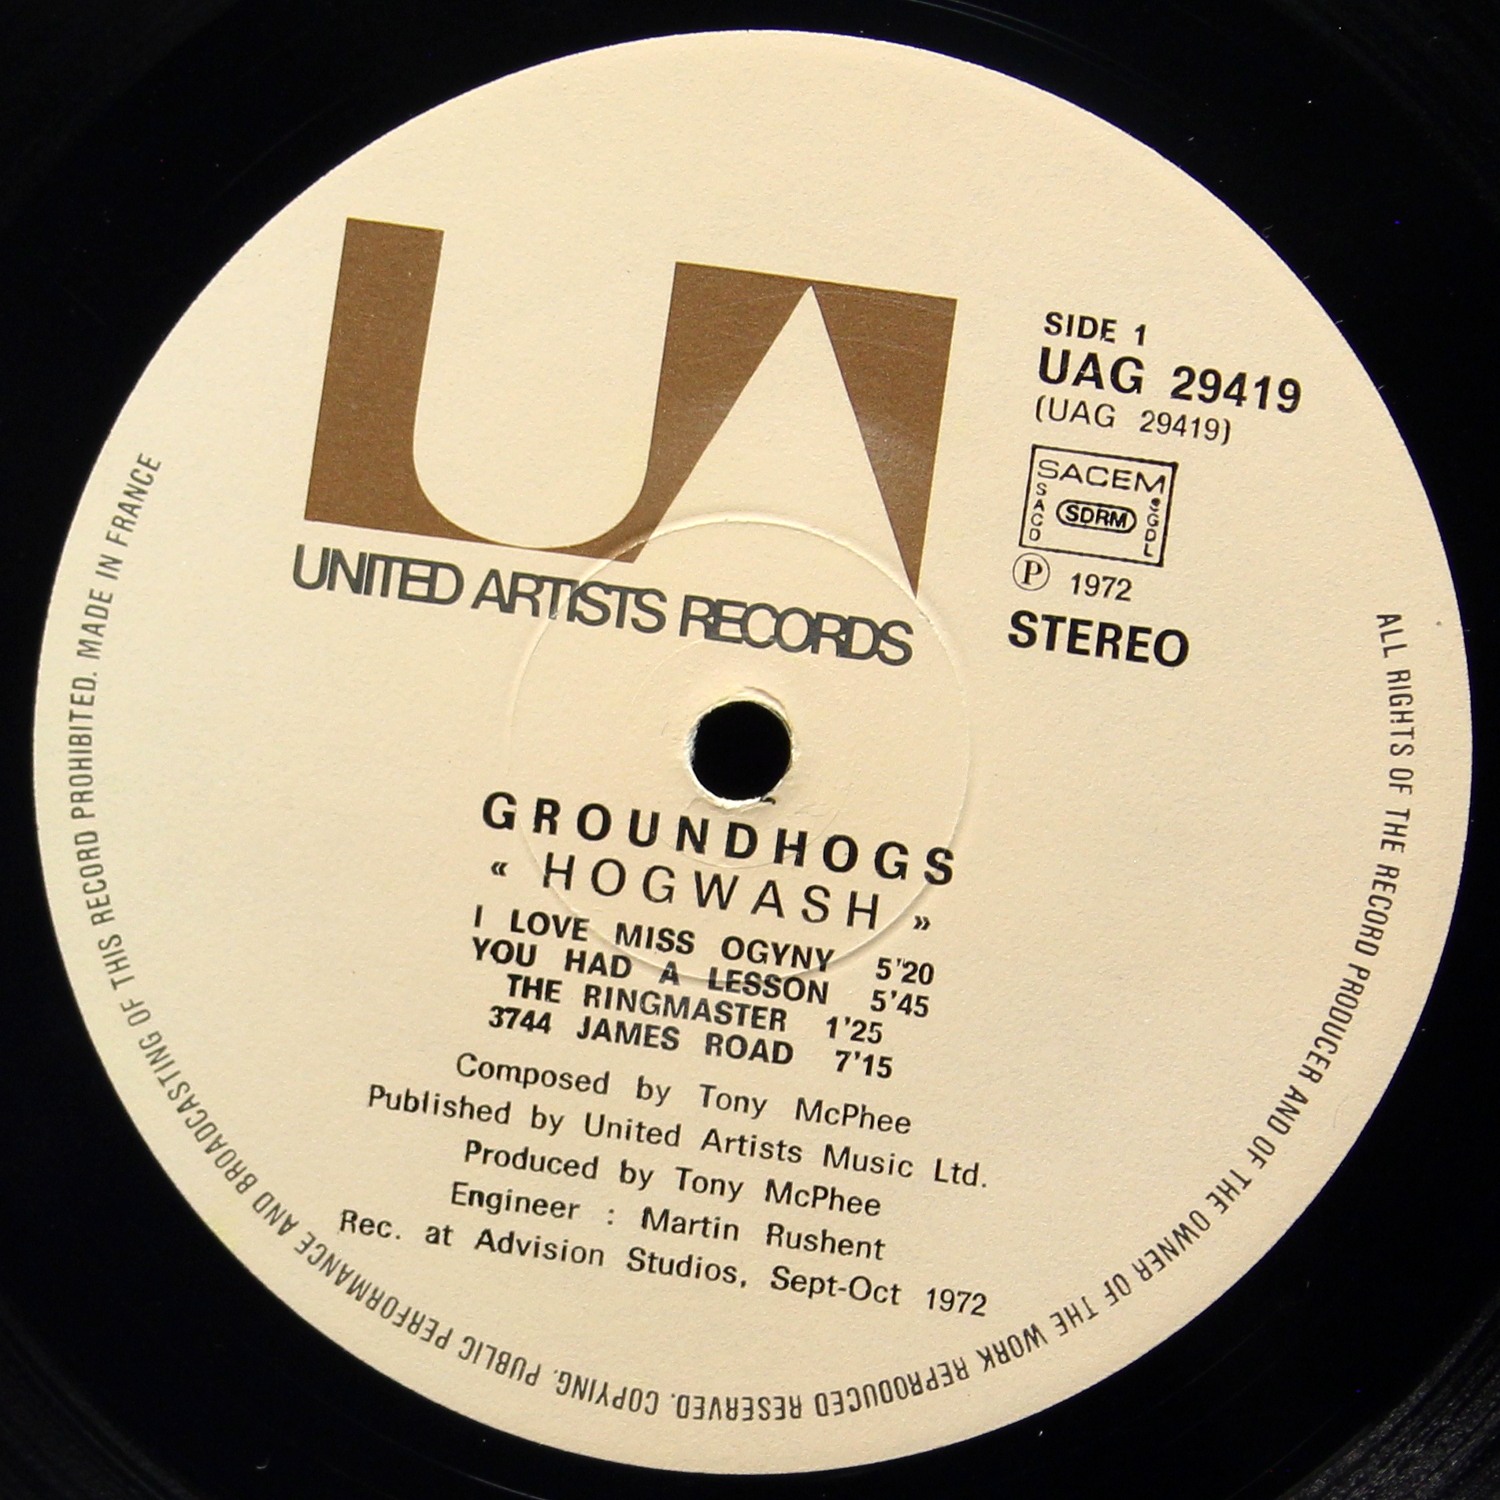 UA
UNITED ARTISTS RECORDS
SIDE 1
UAG 29419
(UAG 29419)
SACEM
SACD
SDRM
SGDL
Ⓟ 1972
STEREO
GROUNDHOGS
« HOGWASH »
I LOVE MISS OGYNY 5'20
YOU HAD A LESSON 5'45
THE RINGMASTER 1'25
3744 JAMES ROAD 7'15
Composed by Tony McPhee
Published by United Artists Music Ltd.
Produced by Tony McPhee
Engineer : Martin Rushent
Rec. at Advision Studios, Sept-Oct 1972
ALL RIGHTS OF THE RECORD PRODUCER AND OF THE OWNER OF THE WORK REPRODUCED RESERVED. COPYING. PUBLIC PERFORMANCE AND BROADCASTING OF THIS RECORD PROHIBITED. MADE IN FRANCE